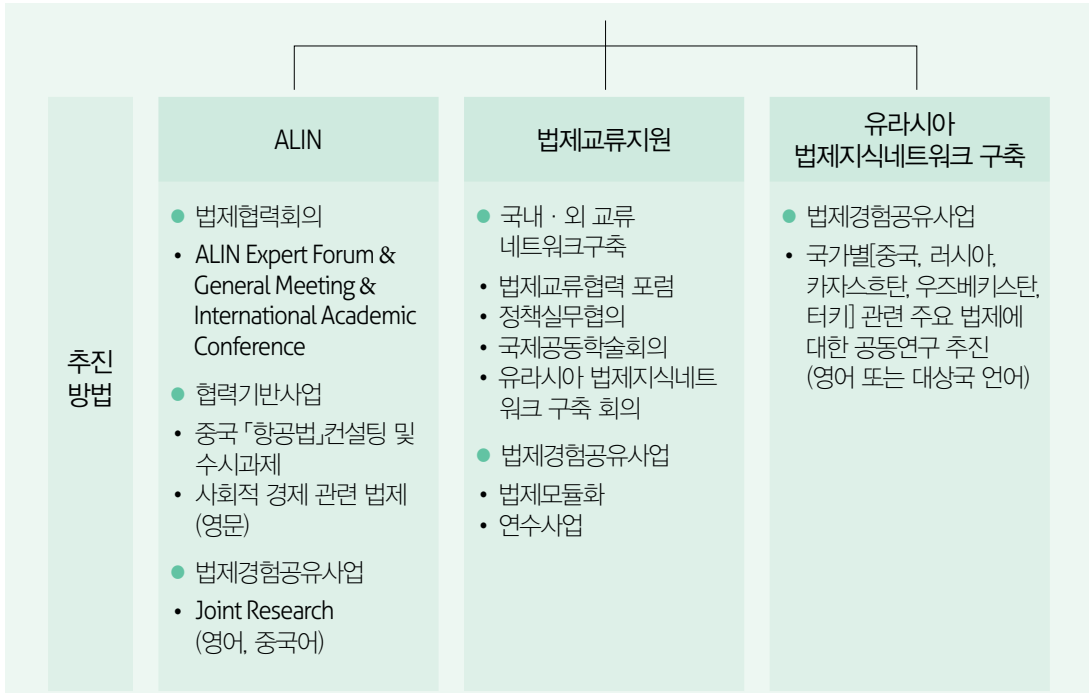 추진
방법
ALIN
● 법제협력회의
• ALIN Expert Forum &
General Meeting &
International Academic
Conference
● 협력기반사업
• 중국 「항공법」컨설팅 및
수시과제
• 사회적 경제 관련 법제
(영문)
● 법제경험공유사업
• Joint Research
(영어, 중국어)
법제교류지원
● 국내 · 외 교류
네트워크구축
• 법제교류협력 포럼
• 정책실무협의
• 국제공동학술회의
• 유라시아 법제지식네트
워크 구축 회의
● 법제경험공유사업
• 법제모듈화
• 연수사업
유라시아
법제지식네트워크 구축
● 법제경험공유사업
• 국가별[중국, 러시아,
카자스흐탄, 우즈베키스탄,
터키] 관련 주요 법제에
대한 공동연구 추진
(영어 또는 대상국 언어)